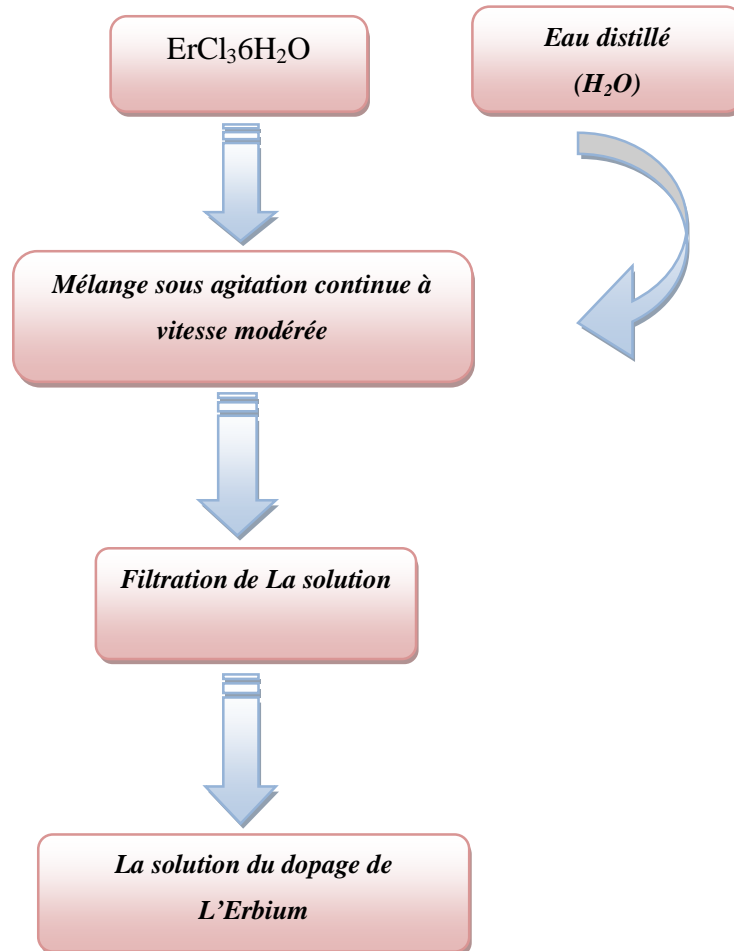 ErCl₃6H₂O
Eau distillé
(H₂O)
Mélange sous agitation continue à
vitesse modérée
Filtration de La solution
La solution du dopage de
L’Erbium